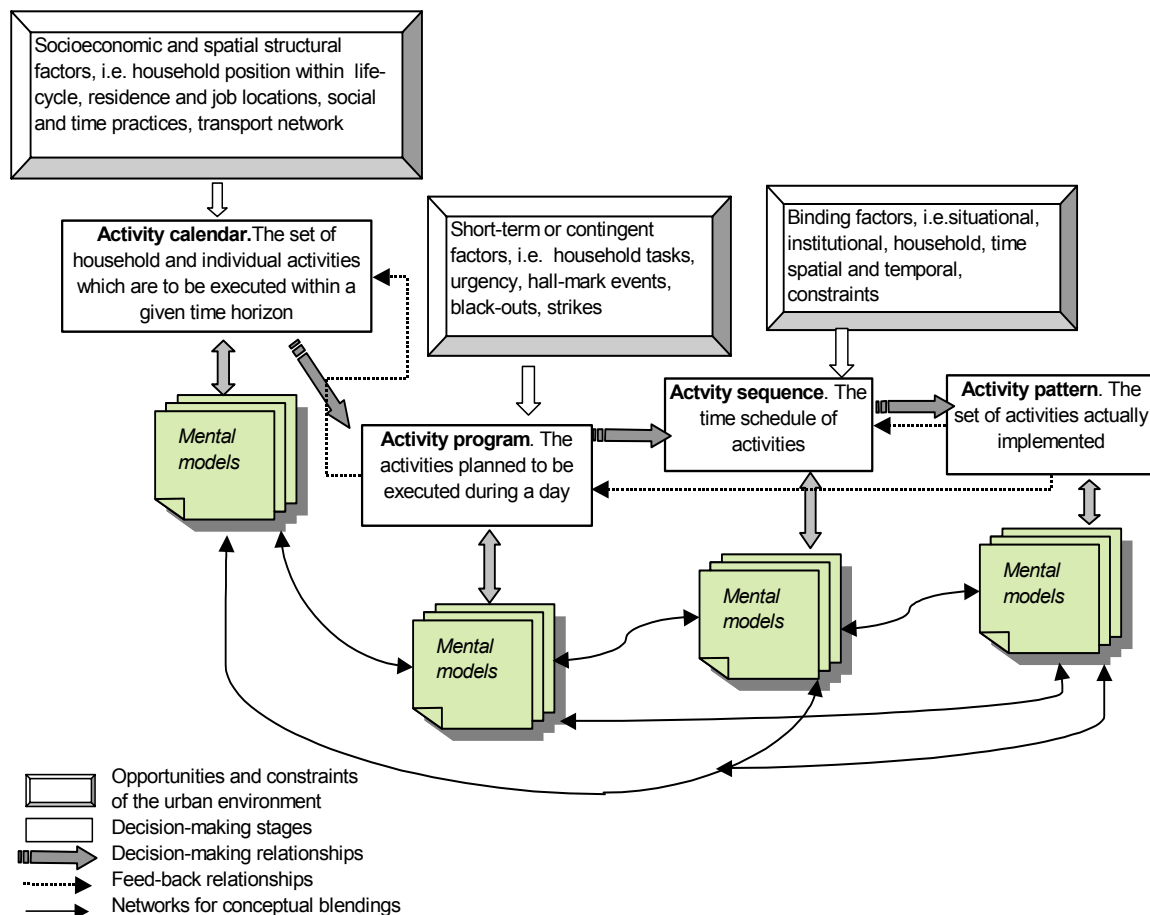 Socioeconomic and spatial structural
factors, i.e. household position within life-
cycle, residence and job locations, social
and time practices, transport network
Activity calendar.The set of
household and individual activities
which are to be executed within a
given time horizon
Short-term or contingent
factors, i.e. household tasks,
urgency, hall-mark events,
black-outs, strikes
Binding factors, i.e.situational,
institutional, household, time
spatial and temporal,
constraints
Activity program. The
activities planned to be
executed during a day
Actvity sequence. The
time schedule of
activities
Activity pattern. The
set of activities actually
implemented
Mental
models
Mental
models
Mental
models
Mental
models
Opportunities and constraints
of the urban environment
Decision-making stages
Decision-making relationships
Feed-back relationships
Networks for conceptual blendings